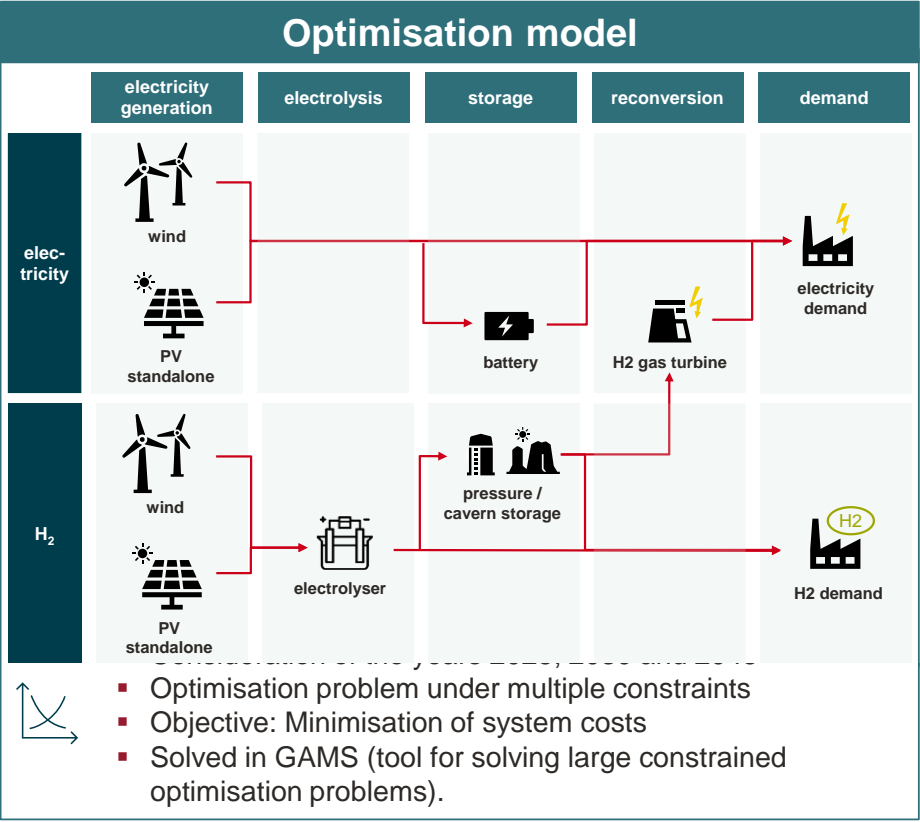 Optimisation model
electricity
generation
electrolysis
storage
reconversion
demand
elec-
tricity
wind
PV
standalone
battery
H2 gas turbine
electricity
demand
H₂
wind
PV
standalone
electrolyser
pressure /
cavern storage
H2
H2 demand
▪ Optimisation problem under multiple constraints
▪ Objective: Minimisation of system costs
▪ Solved in GAMS (tool for solving large constrained
optimisation problems).